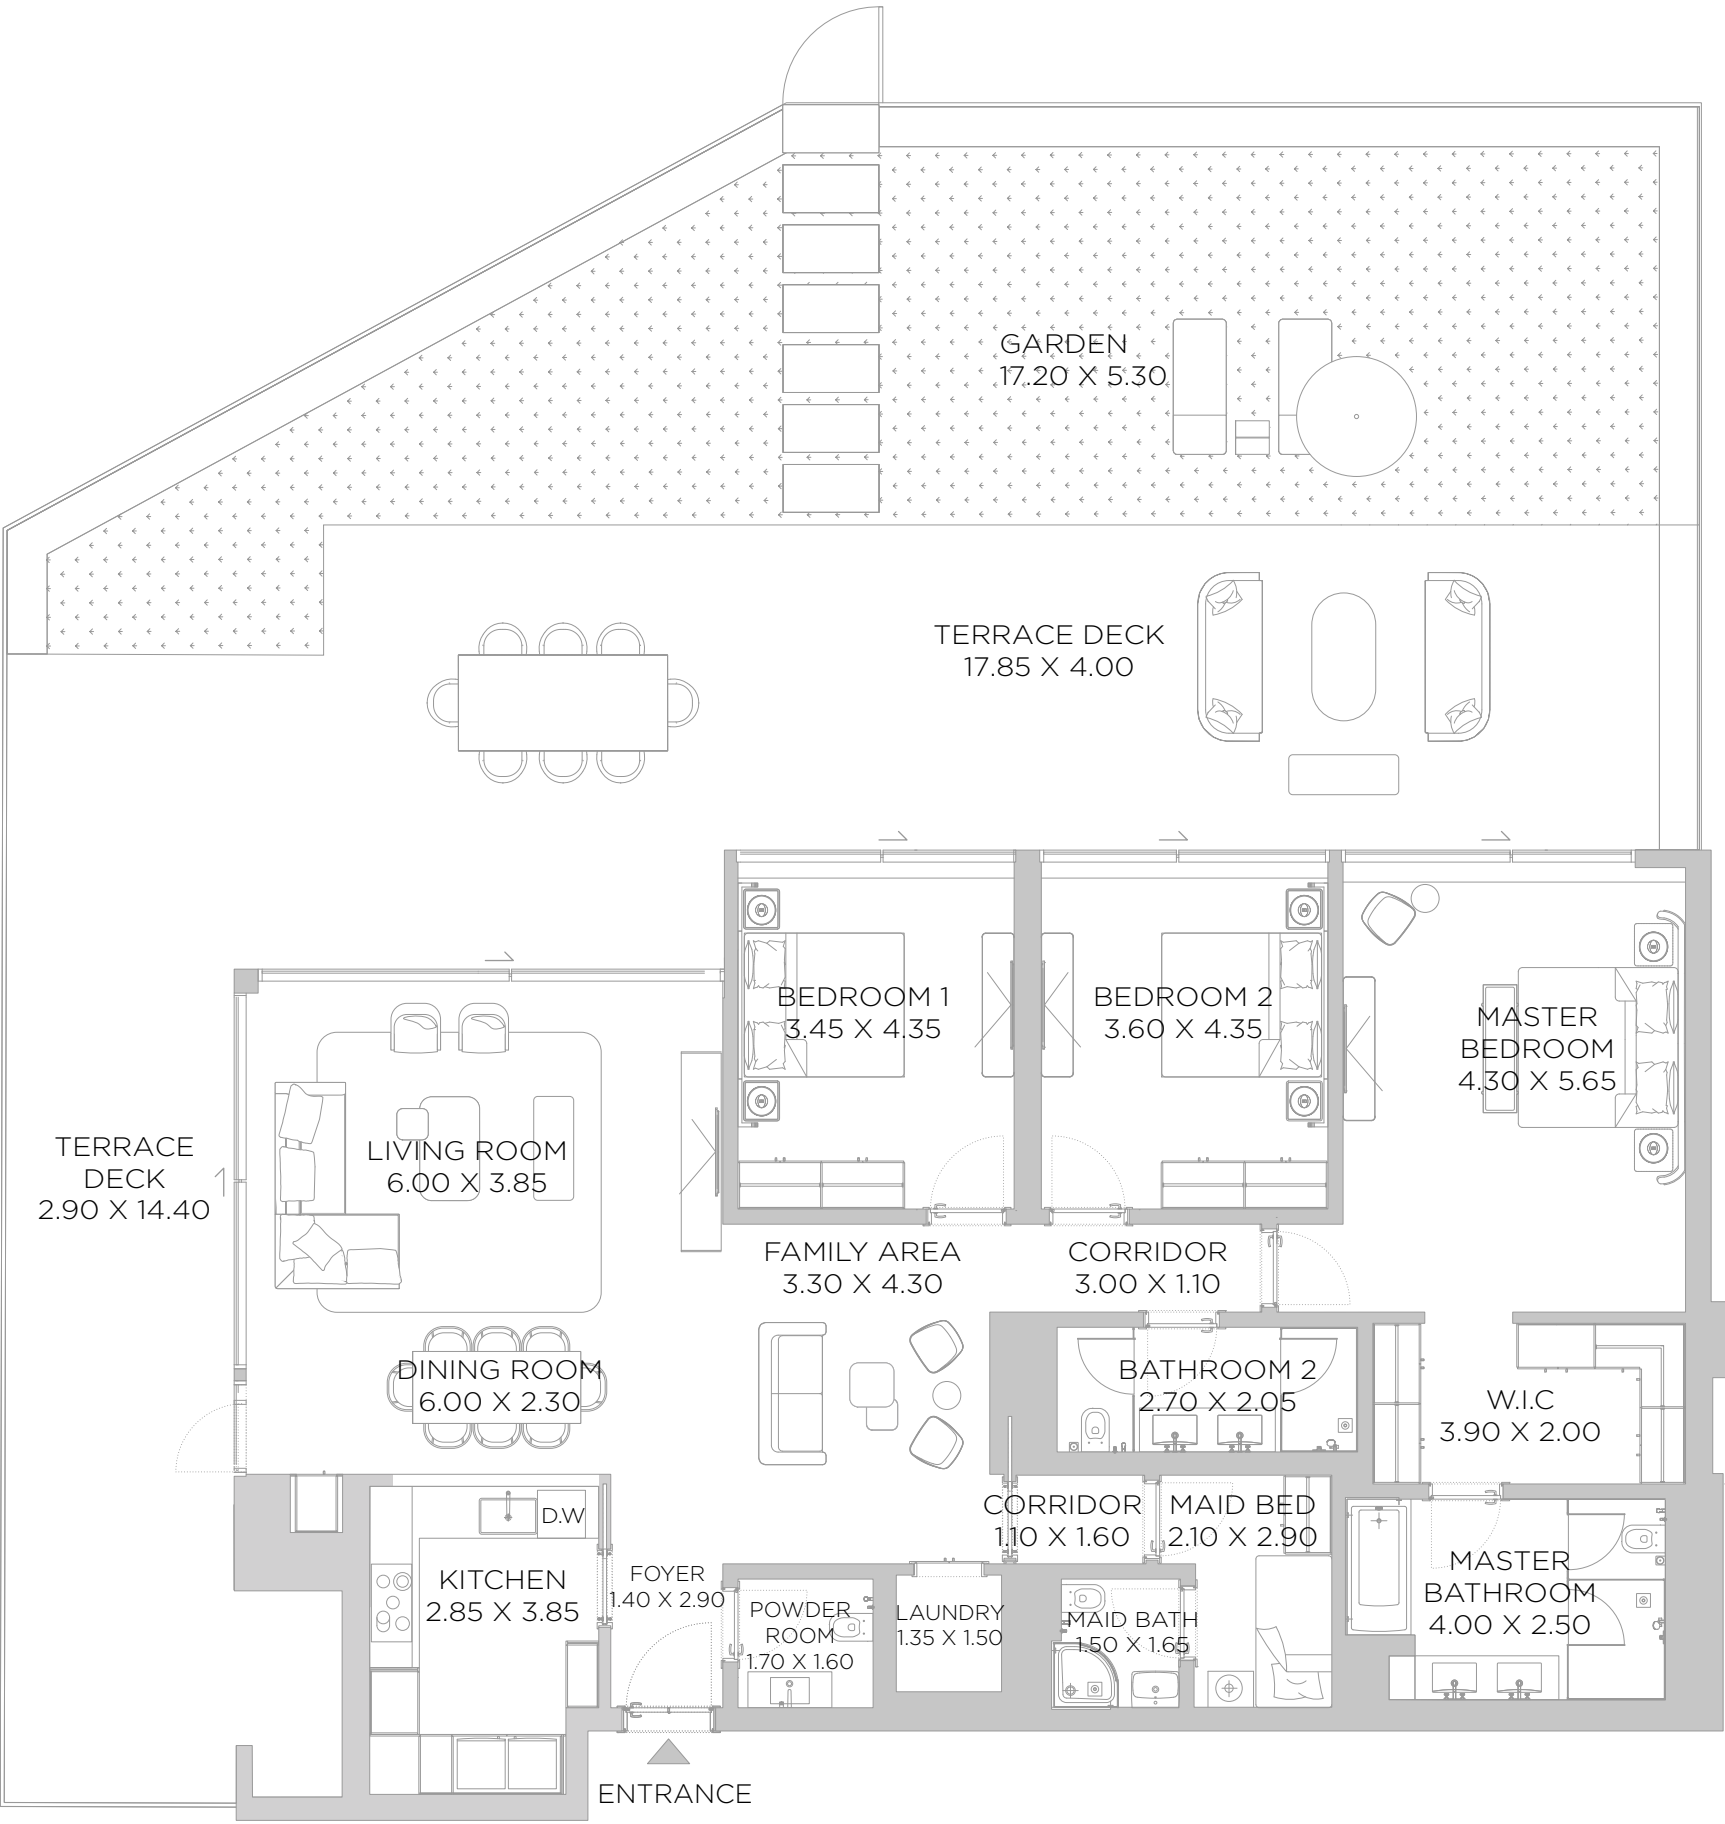 GARDEN
17.20 X 5.30
TERRACE DECK
17.85 X 4.00
BEDROOM 1
3.45 X 4.35
BEDROOM 2
3.60 X 4.35
MASTER
BEDROOM
4.30 X 5.65
TERRACE
DECK
2.90 X 14.40
LIVING ROOM
6.00 X 3.85
FAMILY AREA
3.30 X 4.30
CORRIDOR
3.00 X 1.10
DINING ROOM
6.00 X 2.30
BATHROOM 2
2.70 X 2.05
W.I.C
3.90 X 2.00
D.W
CORRIDOR
1.10 X 1.60
MAID BED
2.10 X 2.90
KITCHEN
2.85 X 3.85
FOYER
1.40 X 2.90
POWDER
ROOM
1.70 X 1.60
LAUNDRY
1.35 X 1.50
MAID BATH
1.50 X 1.65
MASTER
BATHROOM
4.00 X 2.50
ENTRANCE